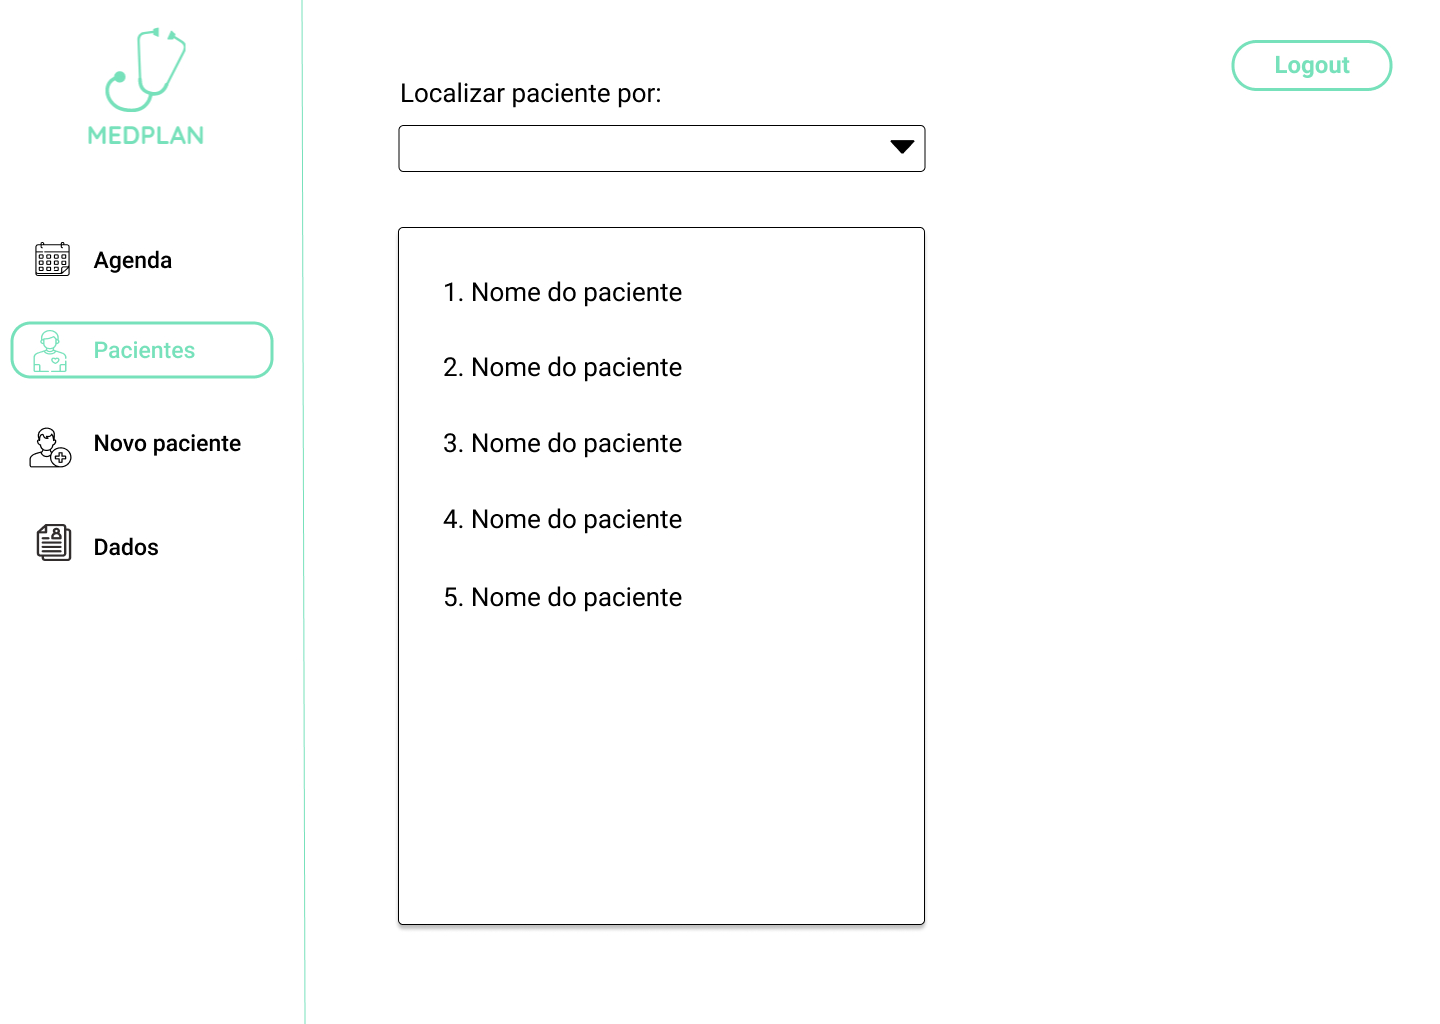 MEDPLAN
Agenda
Pacientes
Novo paciente
Dados
Logout
Localizar paciente por:
1. Nome do paciente
2. Nome do paciente
3. Nome do paciente
4. Nome do paciente
5. Nome do paciente